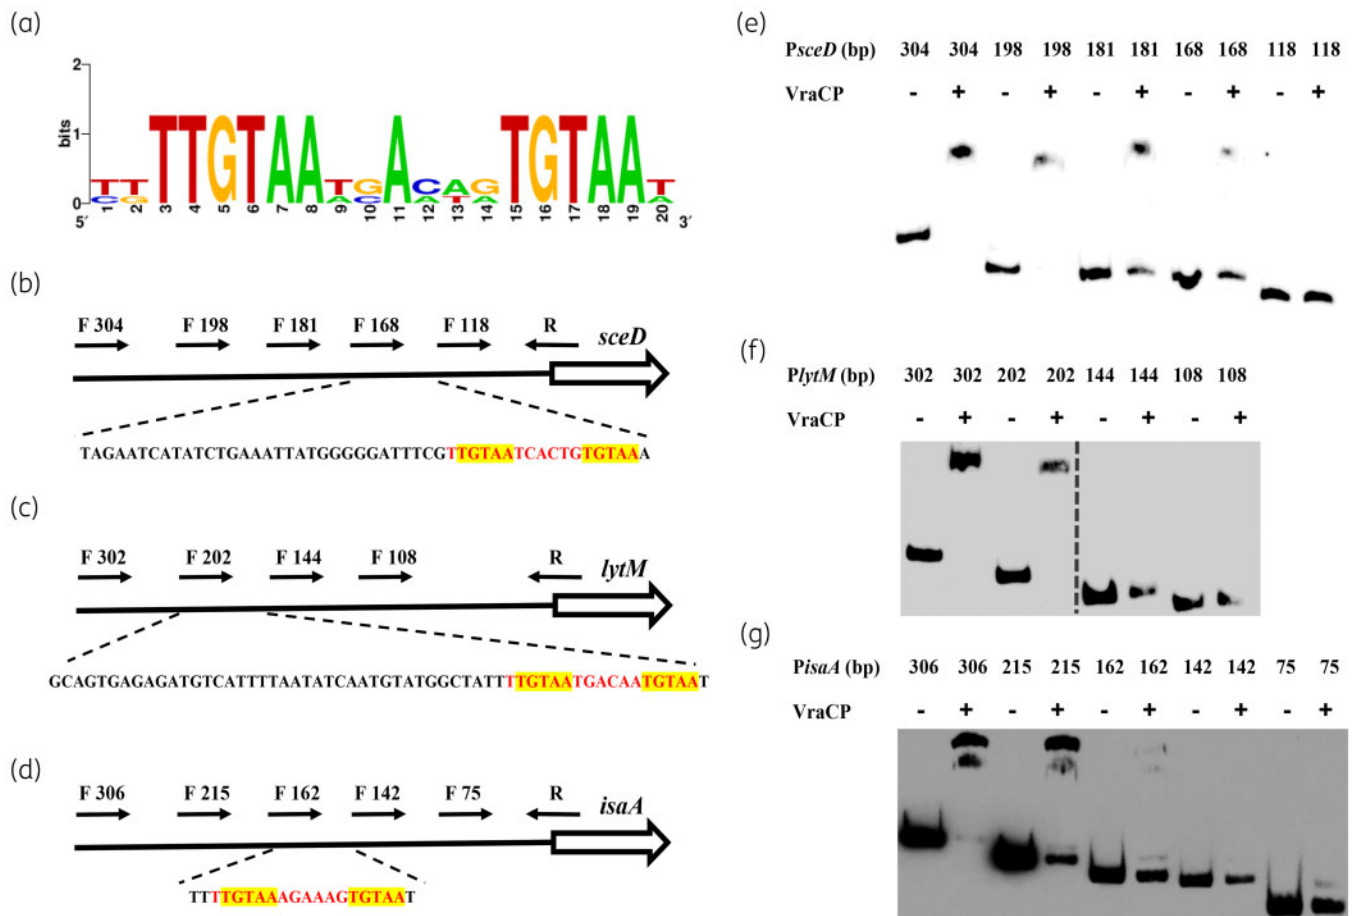 (a)
2
1
0
bits
TTTTGTAATGACAGTGTAAT
CG AC ATA A
5′ 1 2 3 4 5 6 7 8 9 10 11 12 13 14 15 16 17 18 19 20 3′
(b)
F 304 F 198 F 181 F 168 F 118 R sceD
TAGAATCATATCTGAAATTATGGGGGATTTCGTTGTAATCACTGTGTAAA
(c)
F 302 F 202 F 144 F 108 R lytM
GCAGTGAGAGATGTCATTTTAATATCAATGTATGGCTATTTTGTAATGACAATGTAAT
(d)
F 306 F 215 F 162 F 142 F 75 R isaA
TTTTGTAAAGAAAGTGTAAT
(e)
PsceD (bp) 304 304 198 198 181 181 168 168 118 118
VraCP - + - + - + - + - +
(f)
PlytM (bp) 302 302 202 202 144 144 108 108
VraCP - + - + - + - +
(g)
PisaA (bp) 306 306 215 215 162 162 142 142 75 75
VraCP - + - + - + - + - +